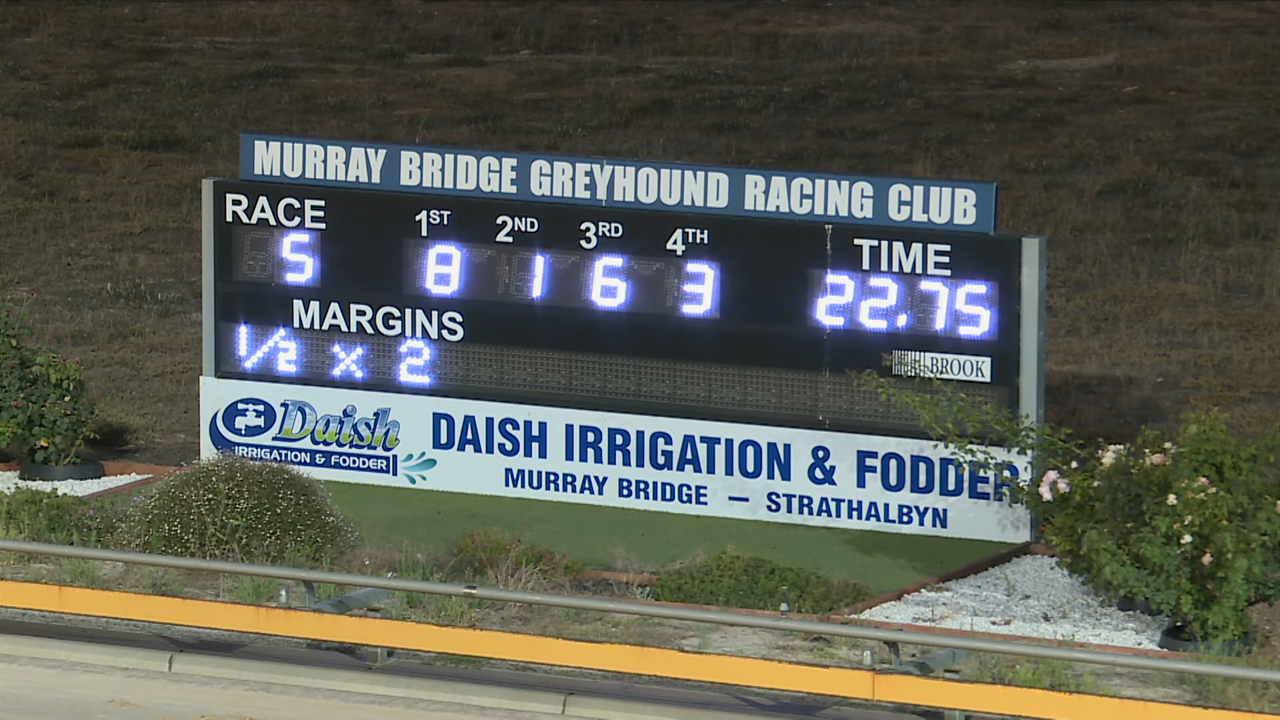 MURRAY BRIDGE GREYHOUND RACING CLUB
RACE 1ST 2ND 3RD 4TH TIME
5 8 1 6 3 22.75
MARGINS
1/2 x 2
BROOK
Daish
IRRIGATION & FODDER
DAISH IRRIGATION & FODDER
MURRAY BRIDGE — STRATHALBYN